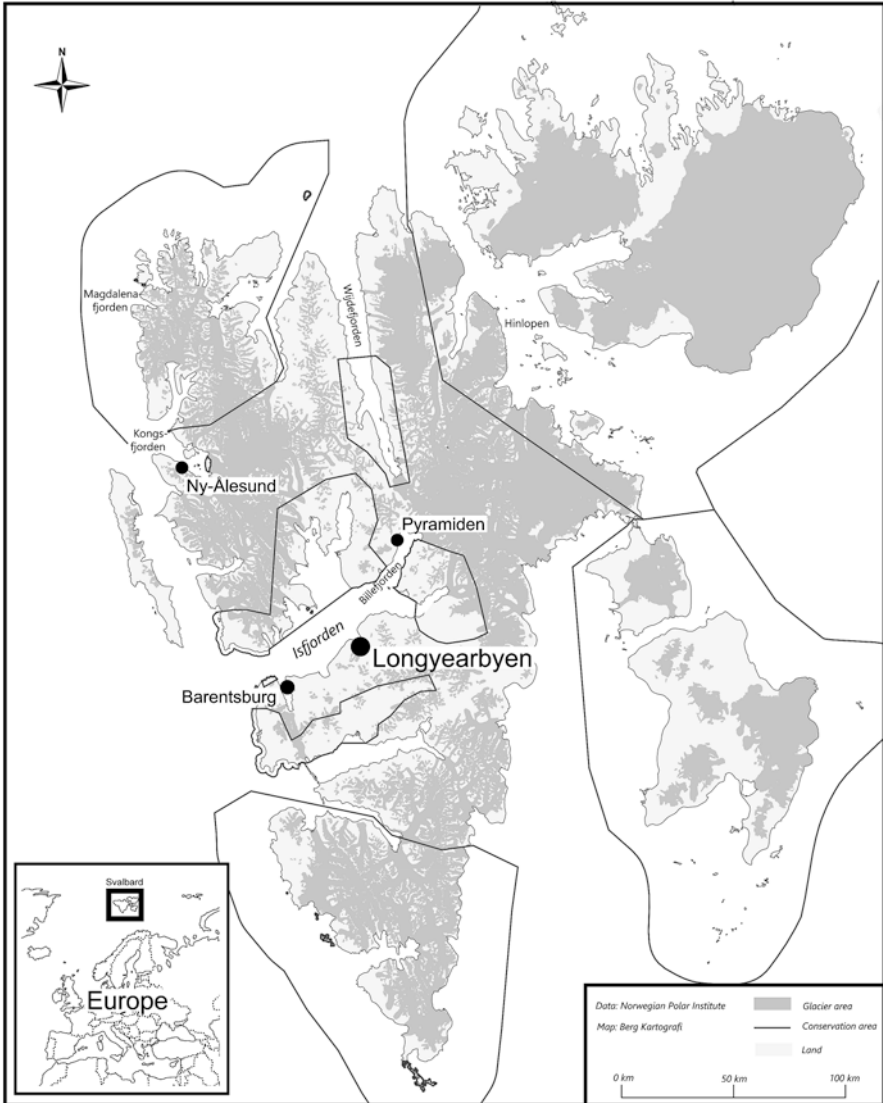 N
Magdalena-
fjorden
Wijdefjorden
Hinlopen
Kongs-
fjorden
Ny-Ålesund
Pyramiden
Billefjorden
Isfjorden
Longyearbyen
Barentsburg
Svalbard
Europe
Data: Norwegian Polar Institute
Map: Berg Kartografi
Glacier area
Conservation area
Land
0 km
50 km
100 km